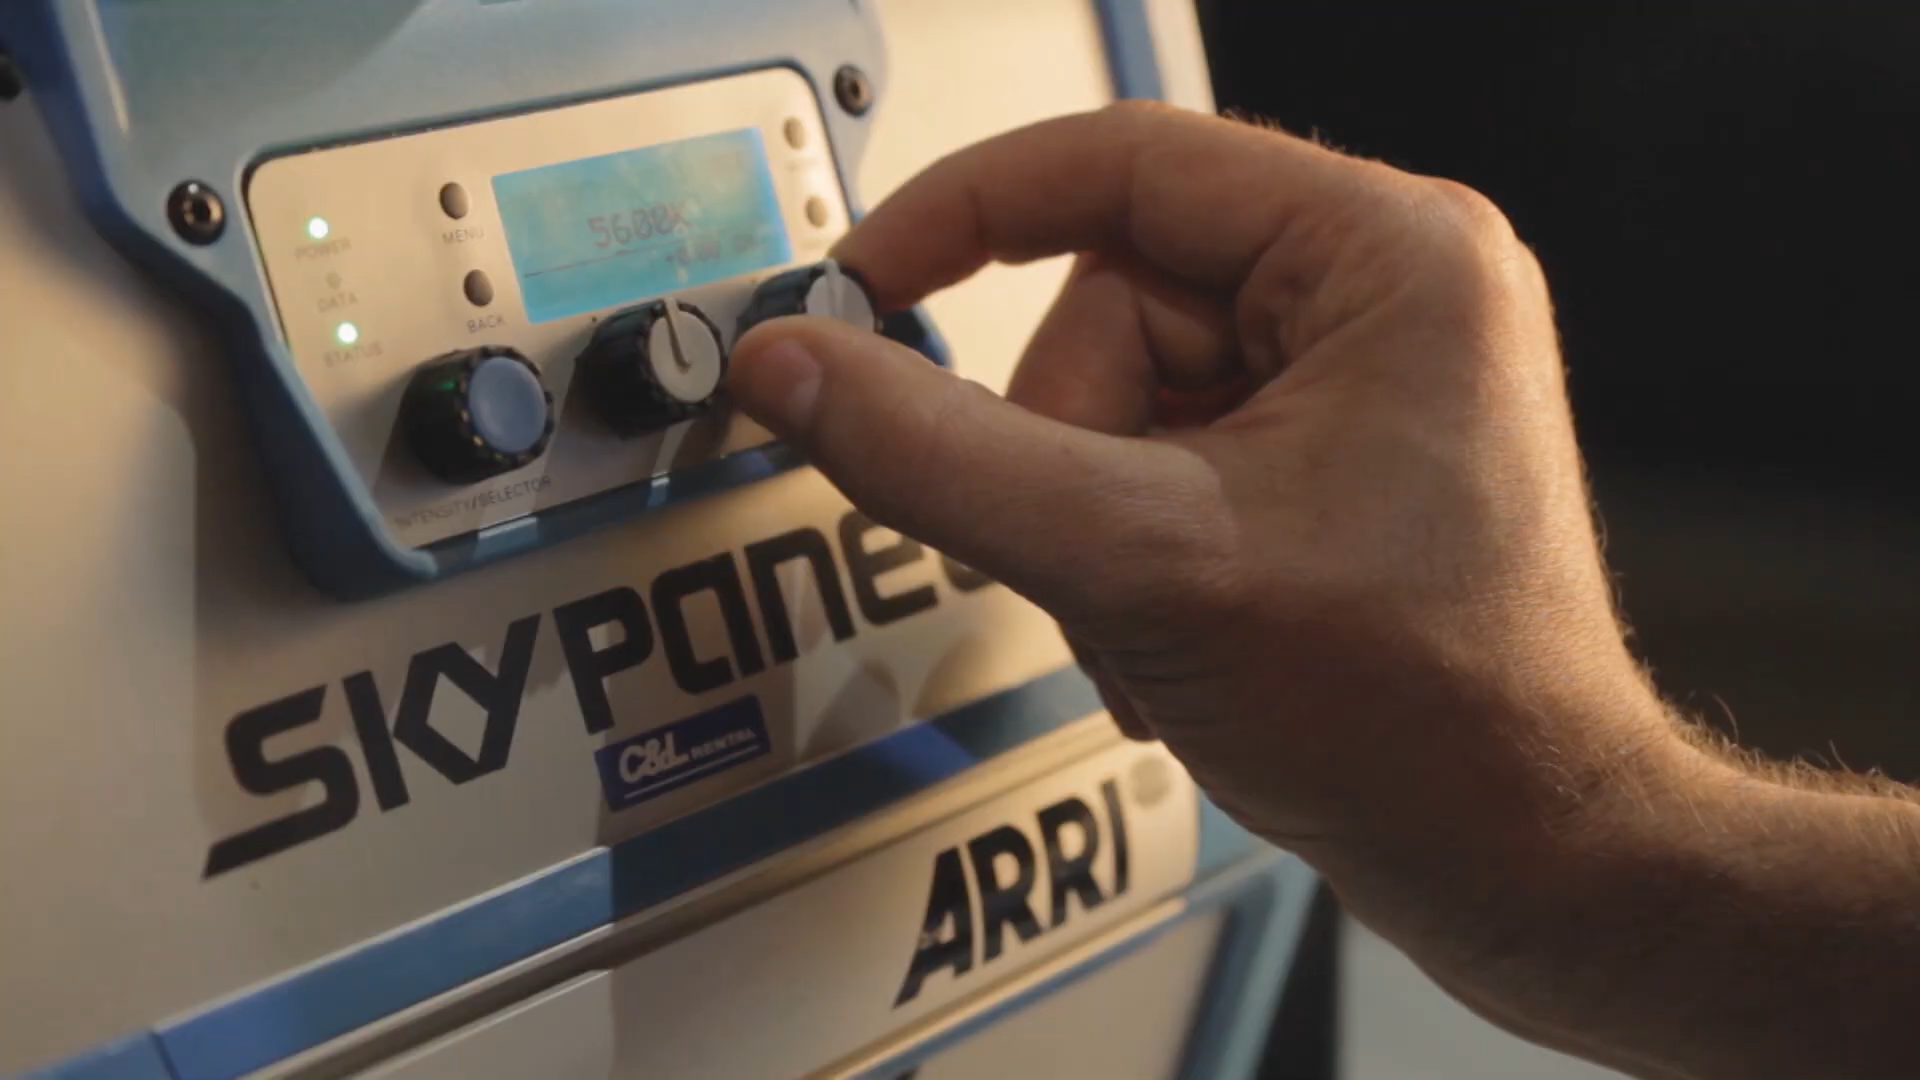 POWER
DATA
STATUS
MENU
BACK
5600K
INTENSITY/SELECTOR
SKYPANEL
C&L RENTAL
ARRI